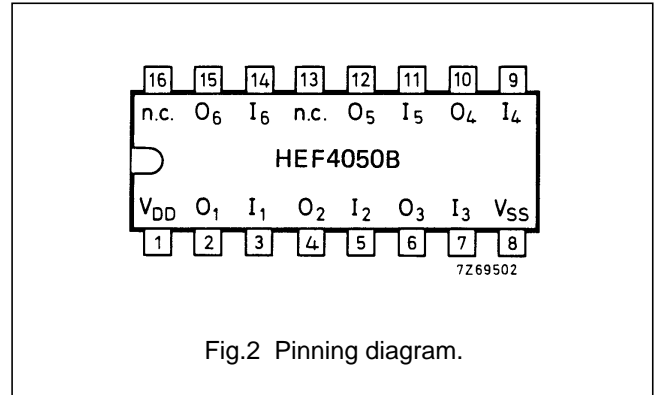 16 15 14 13 12 11 10 9
n.c. O6 I6 n.c. O5 I5 O4 I4
HEF4050B
VDD O1 I1 O2 I2 O3 I3 VSS
1 2 3 4 5 6 7 8
7Z69502
Fig.2 Pinning diagram.